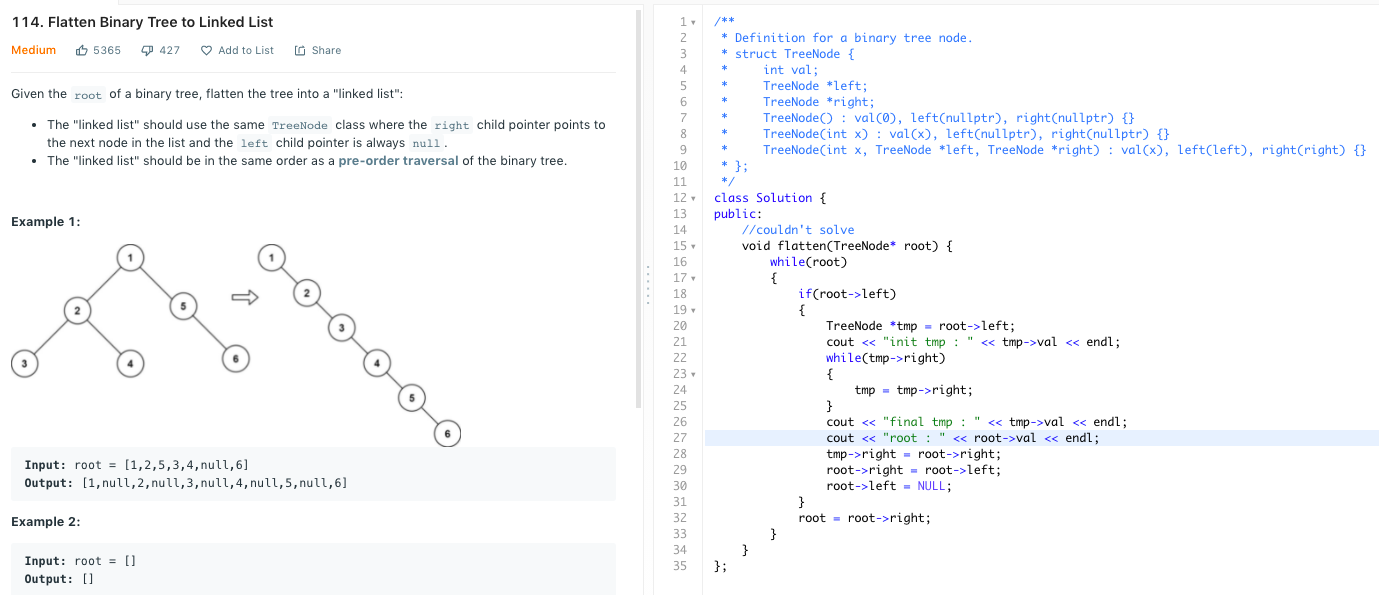 114. Flatten Binary Tree to Linked List
Medium 5365 427 Add to List Share
Given the root of a binary tree, flatten the tree into a "linked list":
• The "linked list" should use the same TreeNode class where the right child pointer points to
the next node in the list and the left child pointer is always null.
• The "linked list" should be in the same order as a pre-order traversal of the binary tree.
Example 1:
1 1
2 5 2
3 4 6 3
4
5
6
Input: root = [1,2,5,3,4,null,6]
Output: [1,null,2,null,3,null,4,null,5,null,6]
Example 2:
Input: root = []
Output: []
1 /**
2  * Definition for a binary tree node.
3  * struct TreeNode {
4  *     int val;
5  *     TreeNode *left;
6  *     TreeNode *right;
7  *     TreeNode() : val(0), left(nullptr), right(nullptr) {}
8  *     TreeNode(int x) : val(x), left(nullptr), right(nullptr) {}
9  *     TreeNode(int x, TreeNode *left, TreeNode *right) : val(x), left(left), right(right) {}
10  * };
11  */
12 class Solution {
13 public:
14     //couldn't solve
15     void flatten(TreeNode* root) {
16         while(root)
17         {
18             if(root->left)
19             {
20                 TreeNode *tmp = root->left;
21                 cout << "init tmp : " << tmp->val << endl;
22                 while(tmp->right)
23                 {
24                     tmp = tmp->right;
25                 }
26                 cout << "final tmp : " << tmp->val << endl;
27                 cout << "root : " << root->val << endl;
28                 tmp->right = root->right;
29                 root->right = root->left;
30                 root->left = NULL;
31             }
32             root = root->right;
33         }
34     }
35 };